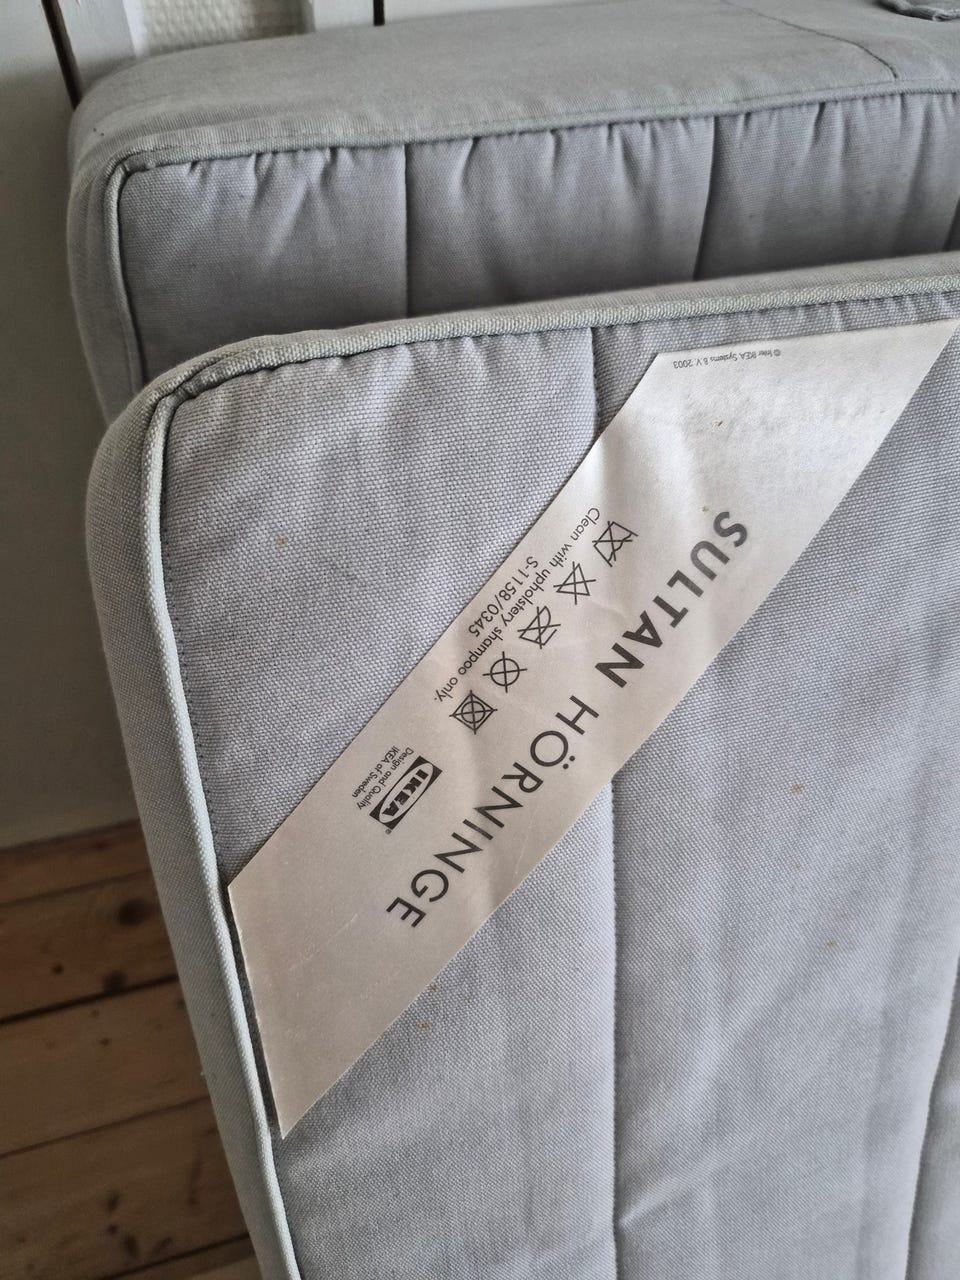 © Inter IKEA Systems B.V. 2003
SULTAN HÖRNINGE
Clean with upholstery shampoo only.
S-1158/0345
IKEA®
Design and Quality
IKEA of Sweden